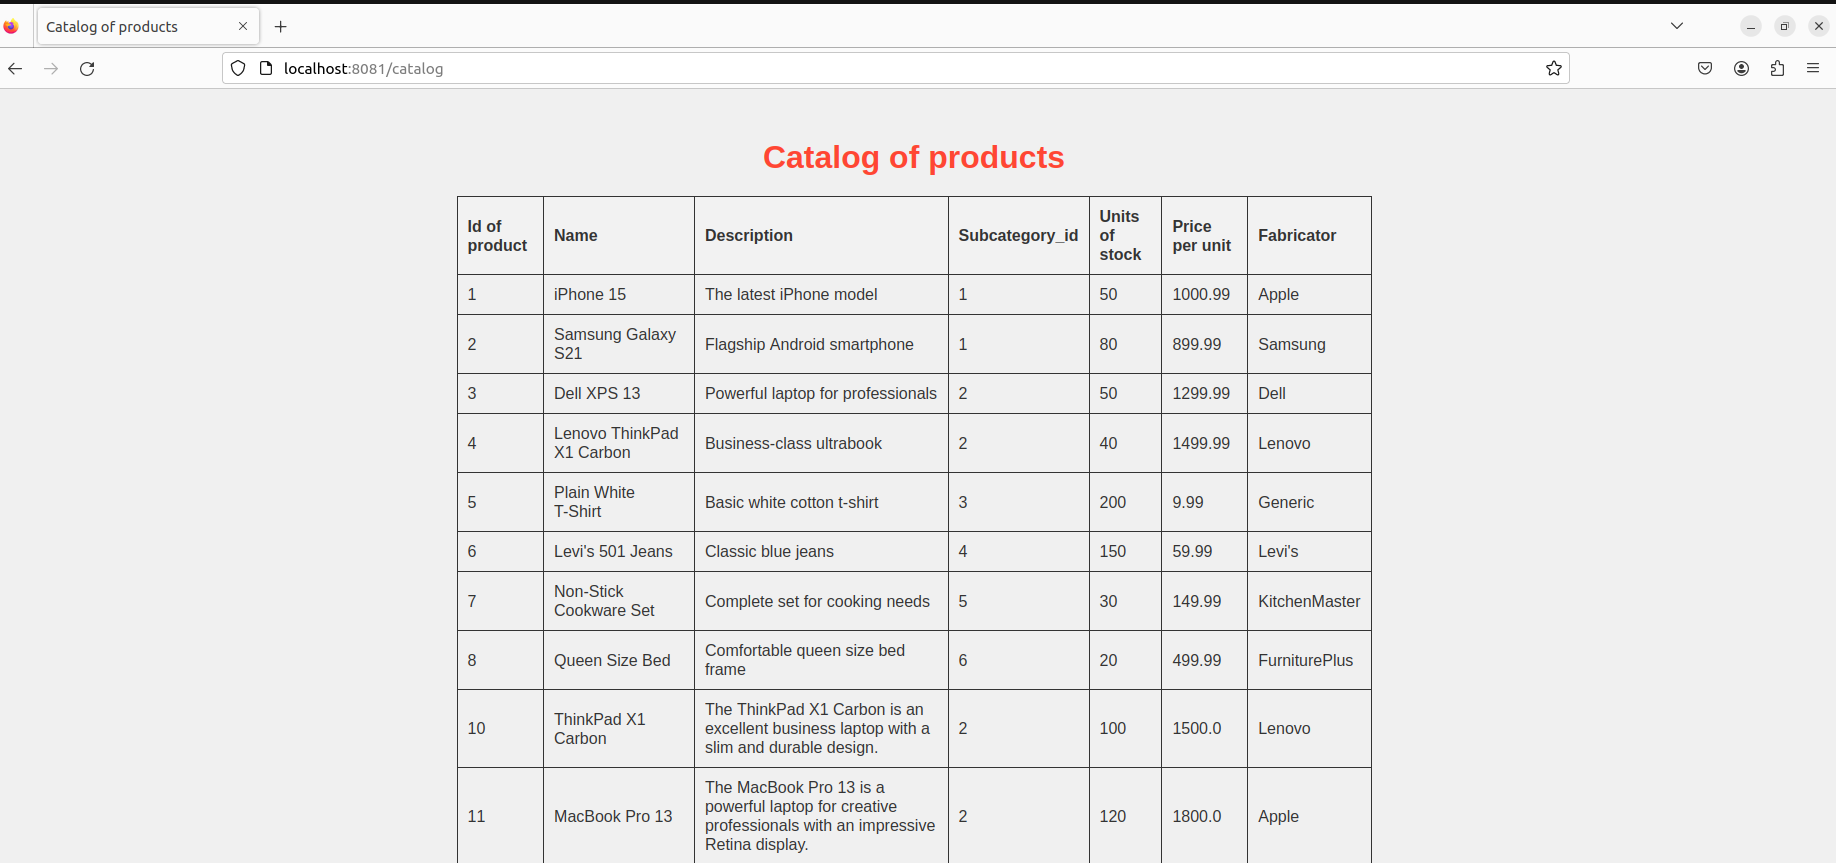 Catalog of products
localhost:8081/catalog
Catalog of products
Id of product Name Description Subcategory_id Units of stock Price per unit Fabricator
1 iPhone 15 The latest iPhone model 1 50 1000.99 Apple
2 Samsung Galaxy S21 Flagship Android smartphone 1 80 899.99 Samsung
3 Dell XPS 13 Powerful laptop for professionals 2 50 1299.99 Dell
4 Lenovo ThinkPad X1 Carbon Business-class ultrabook 2 40 1499.99 Lenovo
5 Plain White T-Shirt Basic white cotton t-shirt 3 200 9.99 Generic
6 Levi's 501 Jeans Classic blue jeans 4 150 59.99 Levi's
7 Non-Stick Cookware Set Complete set for cooking needs 5 30 149.99 KitchenMaster
8 Queen Size Bed Comfortable queen size bed frame 6 20 499.99 FurniturePlus
10 ThinkPad X1 Carbon The ThinkPad X1 Carbon is an excellent business laptop with a slim and durable design. 2 100 1500.0 Lenovo
11 MacBook Pro 13 The MacBook Pro 13 is a powerful laptop for creative professionals with an impressive Retina display. 2 120 1800.0 Apple